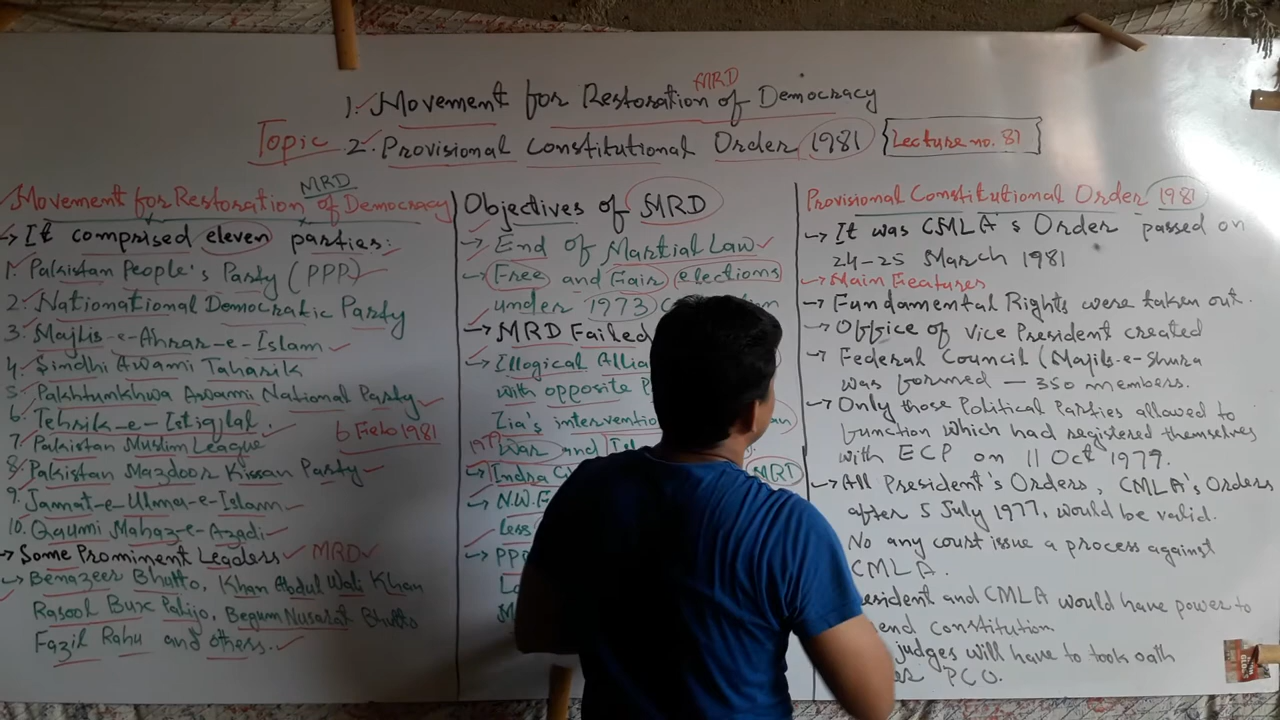 MRD
1. Movement for Restoration of Democracy
Topic 2. Provisional Constitutional Order 1981
{Lecture no. 81}
MRD
Movement for Restoration of Democracy
→ It comprised eleven parties:
1. Pakistan People's Party (PPP)
2. Natinational Democratic Party
3. Majlis-e-Ahrar-e-Islam
4. Sindhi Awami Taharik
5. Pakhtumkhwa Awami National Party
6. Tehrik-e-Istiqlal.
7. Pakistan Muslim League
6 Feb 1981
8. Pakistan Mazdoor Kissan Party
9. Jamat-e-Ulma-e-Islam
10. Qaumi Mahaz-e-Azadi
→ Some Prominent Leaders MRD
→ Benazeer Bhutto, Khan Abdul Wali Khan
Rasool Bux Palijo, Begum Nusarat Bhutto
Fazil Rahu and others.
Objectives of MRD
→ End of Martial Law
→ Free and Fair elections
under 1973
→ MRD Failed
→ Illogical
with opposite
Zia's
1979 War and
→ Indra MRD
→
less
→ PPP
Provisional Constitutional Order 1981
→ It was CMLA's Order passed on
24-25 March 1981
→ Main Features
→ Fundamental Rights were taken out.
→ Office of Vice President created
→ Federal Council (Majils-e-Shura
was formed — 350 members.
→ Only those Political Parties allowed to
function which had registered themselves
with ECP on 11 Oct 1979.
→ All President's Orders, CMLA's Orders
after 5 July 1977, would be valid.
No any court issue a process against
CMLA.
and CMLA would have power to
constitution
judges will have to took oath
PCO.